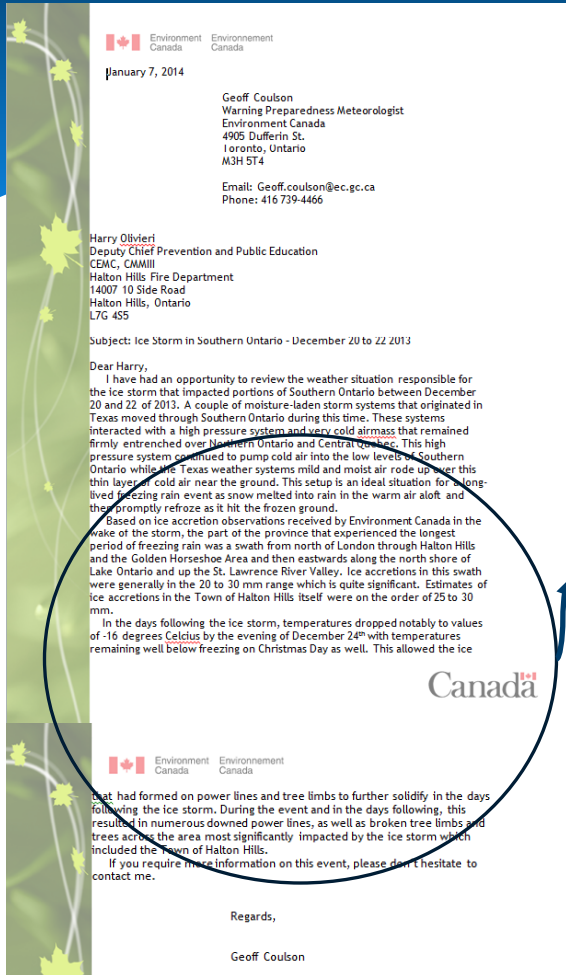 Environment Environnement
Canada Canada
January 7, 2014
Geoff Coulson
Warning Preparedness Meteorologist
Environment Canada
4905 Dufferin St.
Toronto, Ontario
M3H 5T4
Email: Geoff.coulson@ec.gc.ca
Phone: 416 739-4466
Harry Olivieri
Deputy Chief Prevention and Public Education
CEMC, CMMIII
Halton Hills Fire Department
14007 10 Side Road
Halton Hills, Ontario
L7G 4S5
Subject: Ice Storm in Southern Ontario - December 20 to 22 2013
Dear Harry,
I have had an opportunity to review the weather situation responsible for
the ice storm that impacted portions of Southern Ontario between December
20 and 22 of 2013. A couple of moisture-laden storm systems that originated in
Texas moved through Southern Ontario during this time. These systems
interacted with a high pressure system and very cold airmass that remained
firmly entrenched over Northern Ontario and Central Quebec. This high
pressure system continued to pump cold air into the low levels of Southern
Ontario while the Texas weather systems mild and moist air rode up over this
thin layer of cold air near the ground. This setup is an ideal situation for a long-
lived freezing rain event as snow melted into rain in the warm air aloft and
then promptly refroze as it hit the frozen ground.
Based on ice accretion observations received by Environment Canada in the
wake of the storm, the part of the province that experienced the longest
period of freezing rain was a swath from north of London through Halton Hills
and the Golden Horseshoe Area and then eastwards along the north shore of
Lake Ontario and up the St. Lawrence River Valley. Ice accretions in this swath
were generally in the 20 to 30 mm range which is quite significant. Estimates of
ice accretions in the Town of Halton Hills itself were on the order of 25 to 30
mm.
In the days following the ice storm, temperatures dropped notably to values
of -16 degrees Celcius by the evening of December 24th with temperatures
remaining well below freezing on Christmas Day as well. This allowed the ice
Canada
Environment Environnement
Canada Canada
that had formed on power lines and tree limbs to further solidify in the days
following the ice storm. During the event and in the days following, this
resulted in numerous downed power lines, as well as broken tree limbs and
trees across the area most significantly impacted by the ice storm which
included the Town of Halton Hills.
If you require more information on this event, please don't hesitate to
contact me.
Regards,
Geoff Coulson